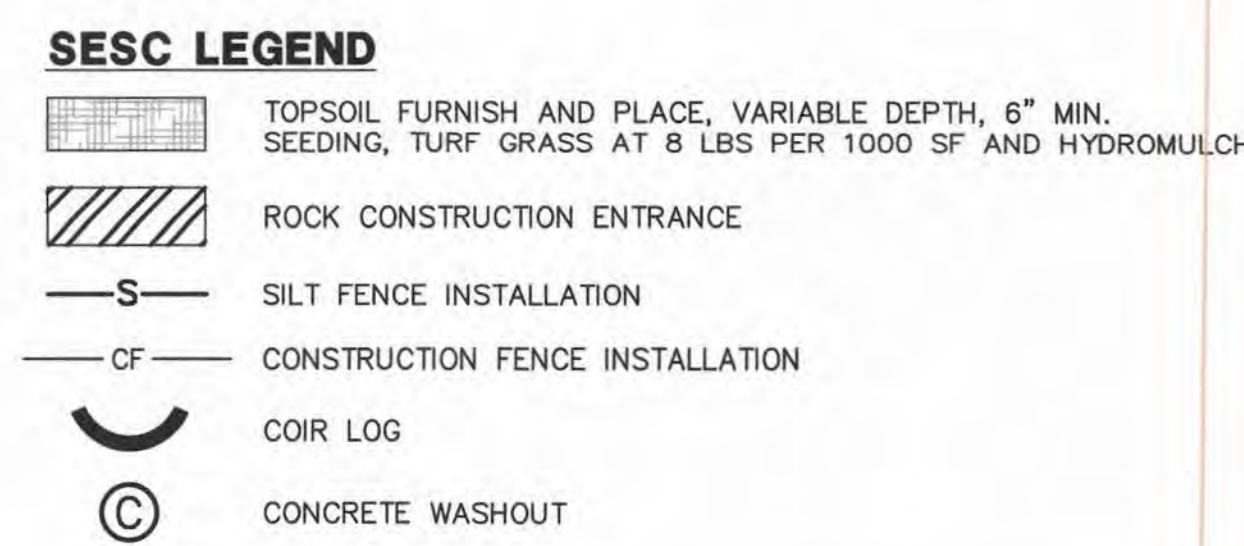 SESC LEGEND
TOPSOIL FURNISH AND PLACE, VARIABLE DEPTH, 6" MIN.
SEEDING, TURF GRASS AT 8 LBS PER 1000 SF AND HYDROMULCH
ROCK CONSTRUCTION ENTRANCE
S SILT FENCE INSTALLATION
CF CONSTRUCTION FENCE INSTALLATION
COIR LOG
C CONCRETE WASHOUT